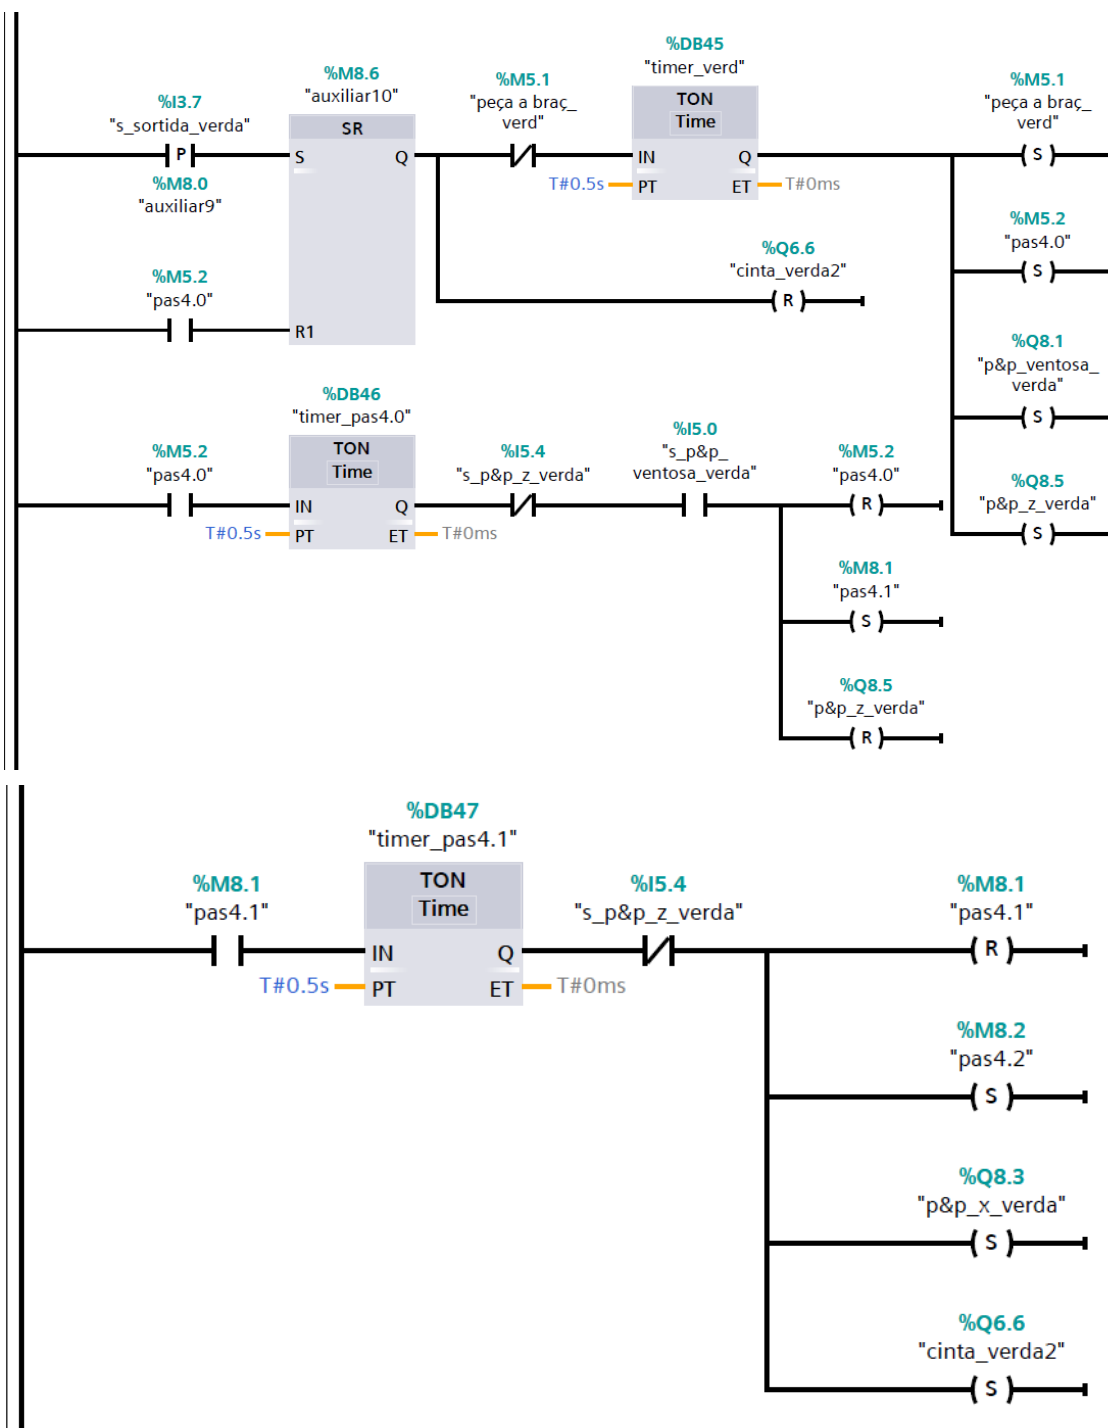 %DB45
"timer_verd"
%M8.6
"auxiliar10"
%M5.1
"peça a braç_
verd"
TON
Time
%M5.1
"peça a braç_
verd"
%I3.7
"s_sortida_verda"
SR
P
S
Q
IN
Q
S
%M8.0
"auxiliar9"
T#0.5s
PT
ET
T#0ms
%M5.2
"pas4.0"
S
%Q6.6
"cinta_verda2"
R
%M5.2
"pas4.0"
R1
%Q8.1
"p&p_ventosa_
verda"
S
%DB46
"timer_pas4.0"
%M5.2
"pas4.0"
TON
Time
%I5.4
"s_p&p_z_verda"
%I5.0
"s_p&p_
ventosa_verda"
%M5.2
"pas4.0"
%Q8.5
"p&p_z_verda"
S
IN
Q
R
T#0.5s
PT
ET
T#0ms
%M8.1
"pas4.1"
S
%Q8.5
"p&p_z_verda"
R
%DB47
"timer_pas4.1"
%M8.1
"pas4.1"
TON
Time
%I5.4
"s_p&p_z_verda"
%M8.1
"pas4.1"
IN
Q
R
T#0.5s
PT
ET
T#0ms
%M8.2
"pas4.2"
S
%Q8.3
"p&p_x_verda"
S
%Q6.6
"cinta_verda2"
S